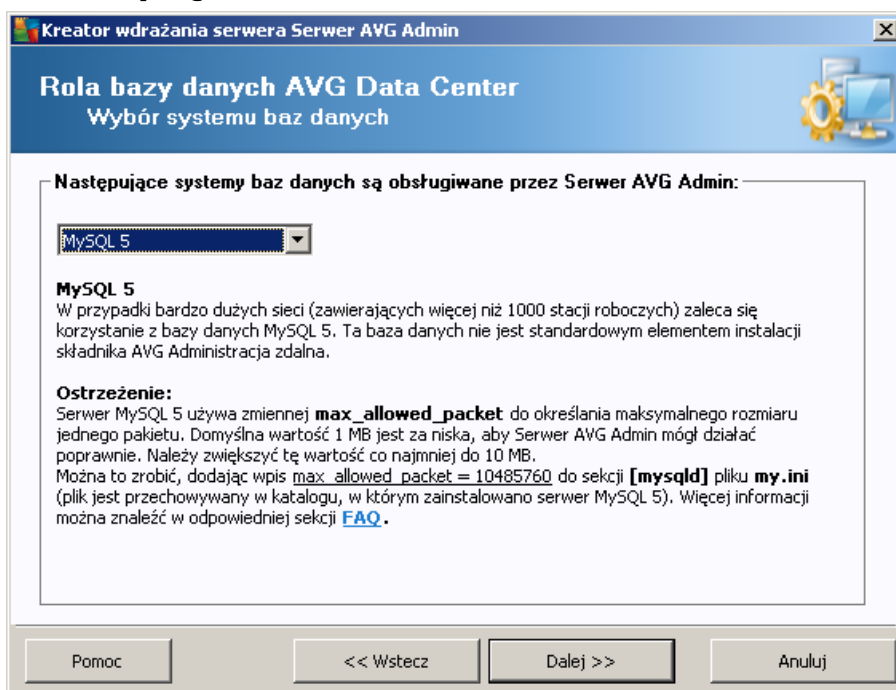 Kreator wdrażania serwera Serwer AVG Admin
Rola bazy danych AVG Data Center
Wybór systemu baz danych
Następujące systemy baz danych są obsługiwane przez Serwer AVG Admin:
MySQL 5
MySQL 5
W przypadki bardzo dużych sieci (zawierających więcej niż 1000 stacji roboczych) zaleca się
korzystanie z bazy danych MySQL 5. Ta baza danych nie jest standardowym elementem instalacji
składnika AVG Administracja zdalna.
Ostrzeżenie:
Serwer MySQL 5 używa zmiennej max_allowed_packet do określania maksymalnego rozmiaru
jednego pakietu. Domyślna wartość 1 MB jest za niska, aby Serwer AVG Admin mógł działać
poprawnie. Należy zwiększyć tę wartość co najmniej do 10 MB.
Można to zrobić, dodając wpis max_allowed_packet = 10485760 do sekcji [mysqld] pliku my.ini
(plik jest przechowywany w katalogu, w którym zainstalowano serwer MySQL 5). Więcej informacji
można znaleźć w odpowiedniej sekcji FAQ.
Pomoc
<< Wstecz
Dalej >>
Anuluj